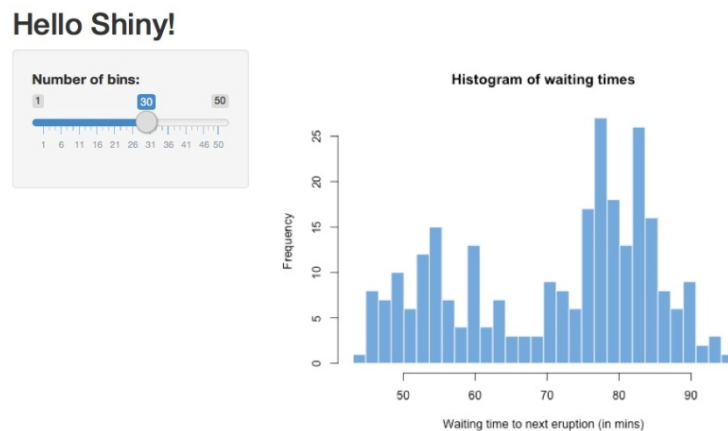 Hello Shiny!
Number of bins:
1 30 50
1 6 11 16 21 26 31 36 41 46 50
Histogram of waiting times
Frequency
25
20
15
10
5
0
50 60 70 80 90
Waiting time to next eruption (in mins)